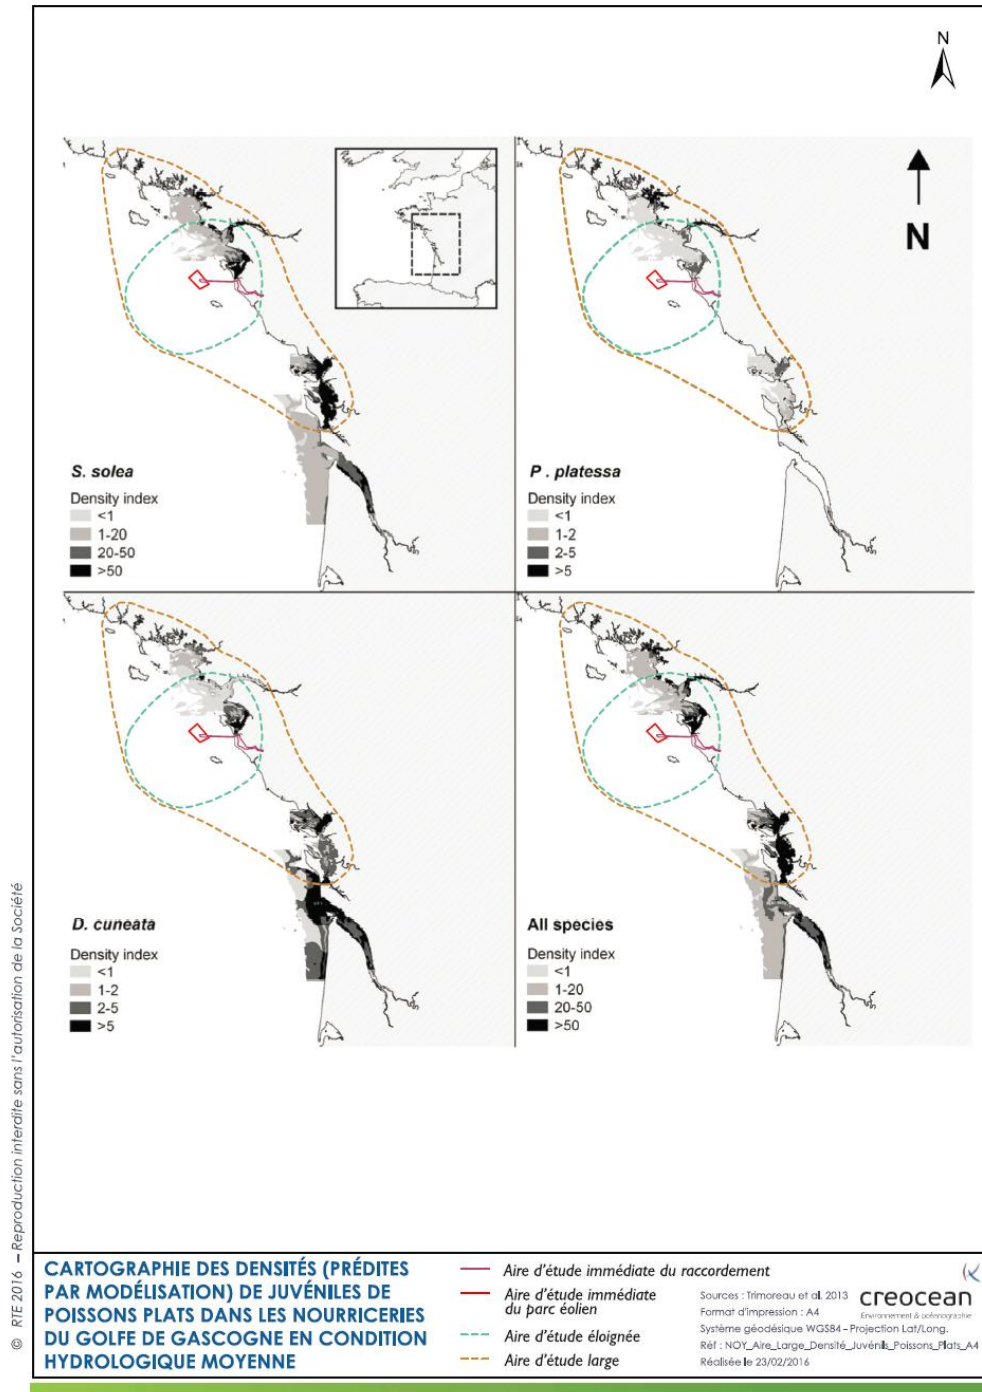 N
N
S. solea
Density index
<1
1-20
20-50
>50
P . platessa
Density index
<1
1-2
2-5
>5
D. cuneata
Density index
<1
1-2
2-5
>5
All species
Density index
<1
1-20
20-50
>50
© RTE 2016 – Reproduction interdite sans l'autorisation de la Société
CARTOGRAPHIE DES DENSITÉS (PRÉDITES
PAR MODÉLISATION) DE JUVÉNILES DE
POISSONS PLATS DANS LES NOURRICERIES
DU GOLFE DE GASCOGNE EN CONDITION
HYDROLOGIQUE MOYENNE
Aire d'étude immédiate du raccordement
Aire d'étude immédiate
du parc éolien
Aire d'étude éloignée
Aire d'étude large
Sources : Trimoreau et al. 2013
Format d'impression : A4
Système géodésique WGS84 – Projection Lat/Long.
Réf : NOY_Aire_Large_Densité_Juvénils_Poissons_Plats_A4
Réalisée le 23/02/2016
creocean
Environnement & océanographie